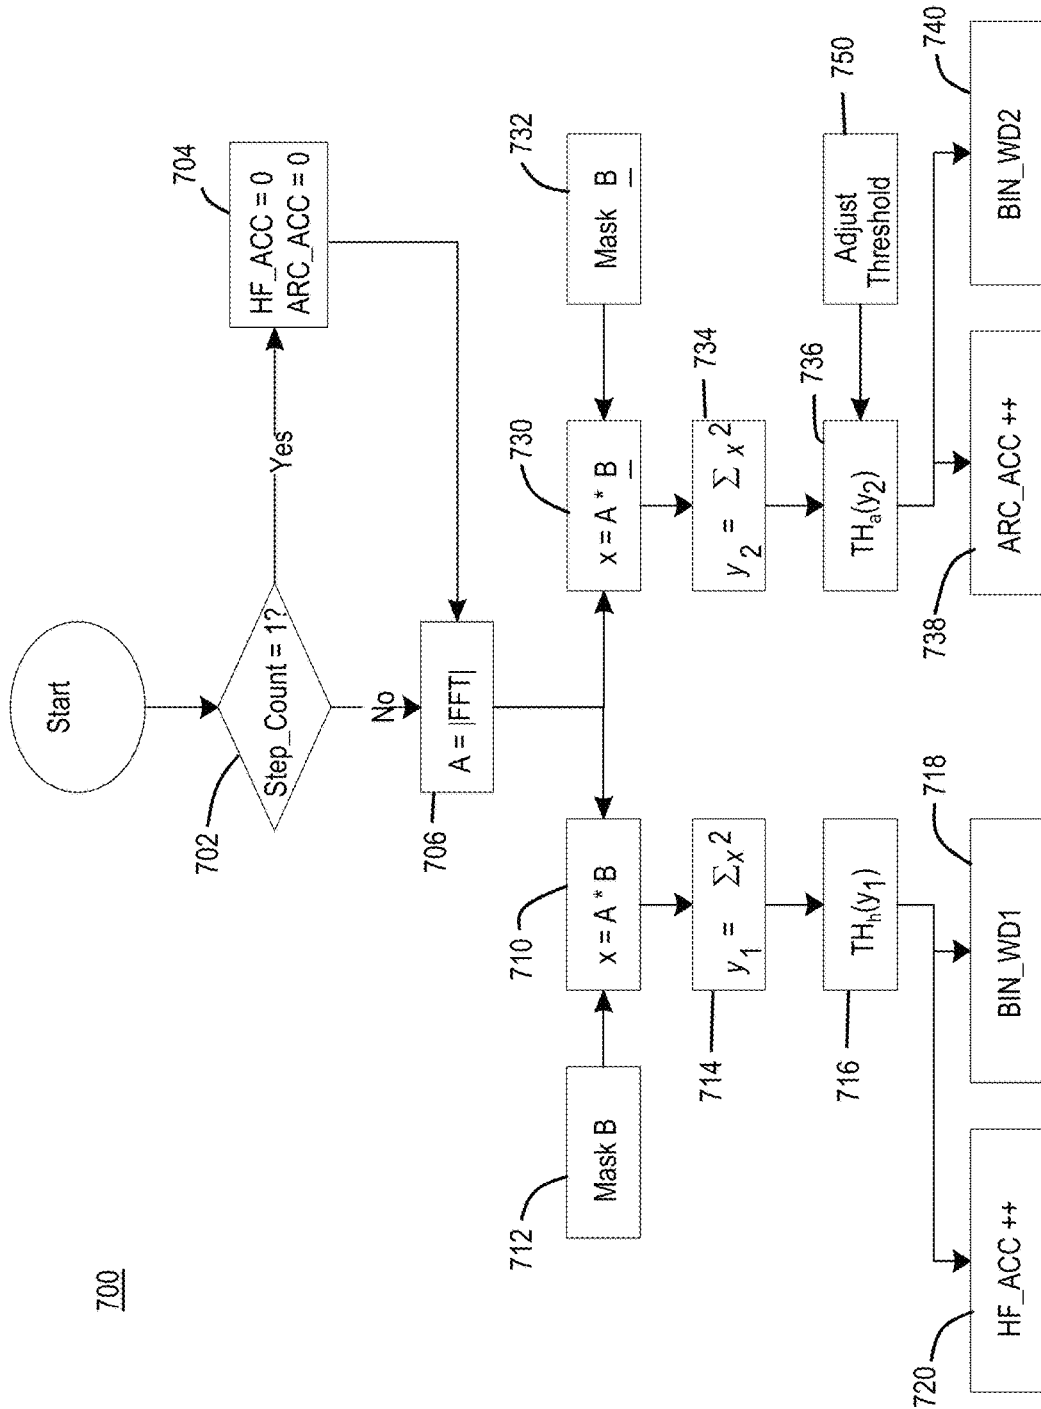 700
Start
702
Step_Count = 1?
Yes
704
HF_ACC = 0
ARC_ACC = 0
No
706
A = |FFT|
712
Mask B
710
x = A * B
730
x = A * B
732
Mask B
714
y1 = Σx2
734
y2 = Σ x2
716
THh(y1)
736
THa(y2)
750
Adjust
Threshold
720
HF_ACC ++
718
BIN_WD1
738
ARC_ACC ++
740
BIN_WD2